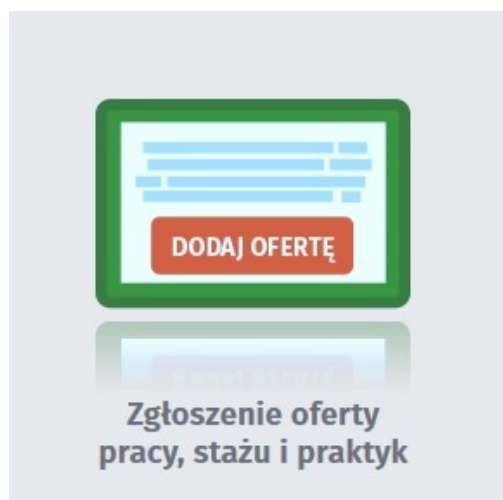 DODAJ OFERTĘ
Zgłoszenie oferty
pracy, stażu i praktyk